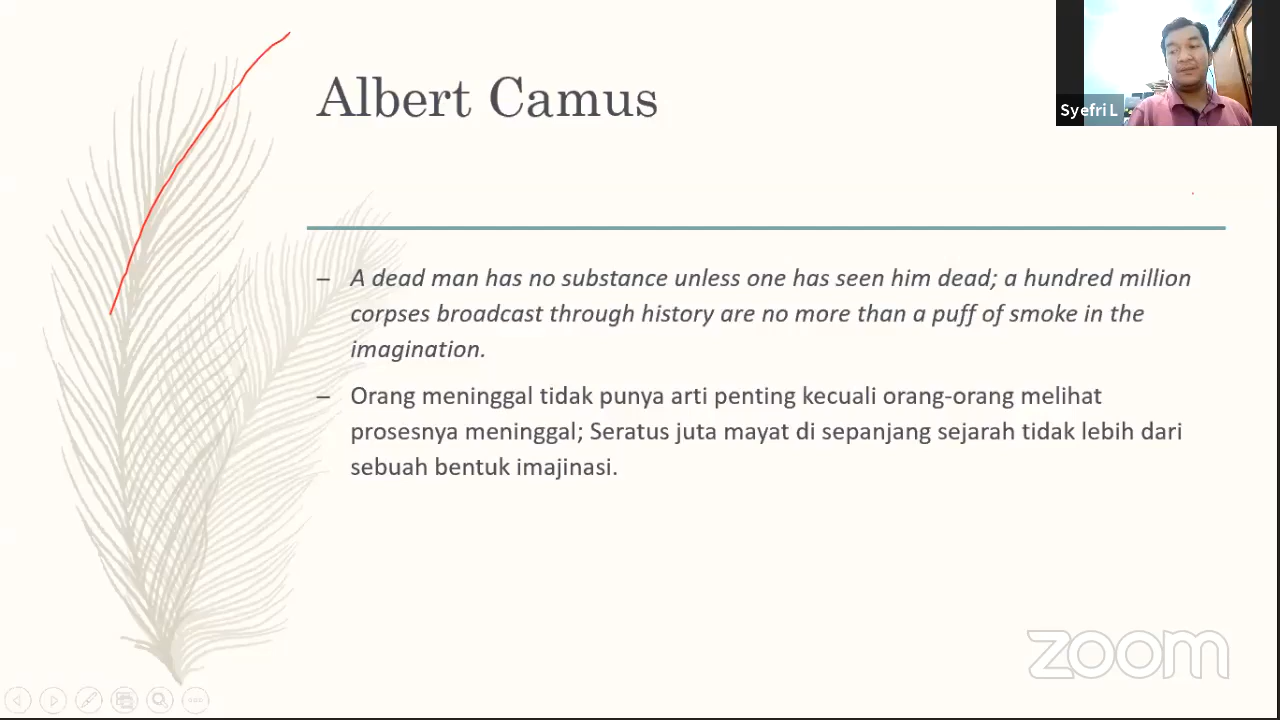 Albert Camus
Syefri L
– A dead man has no substance unless one has seen him dead; a hundred million
corpses broadcast through history are no more than a puff of smoke in the
imagination.
– Orang meninggal tidak punya arti penting kecuali orang-orang melihat
prosesnya meninggal; Seratus juta mayat di sepanjang sejarah tidak lebih dari
sebuah bentuk imajinasi.
zoom